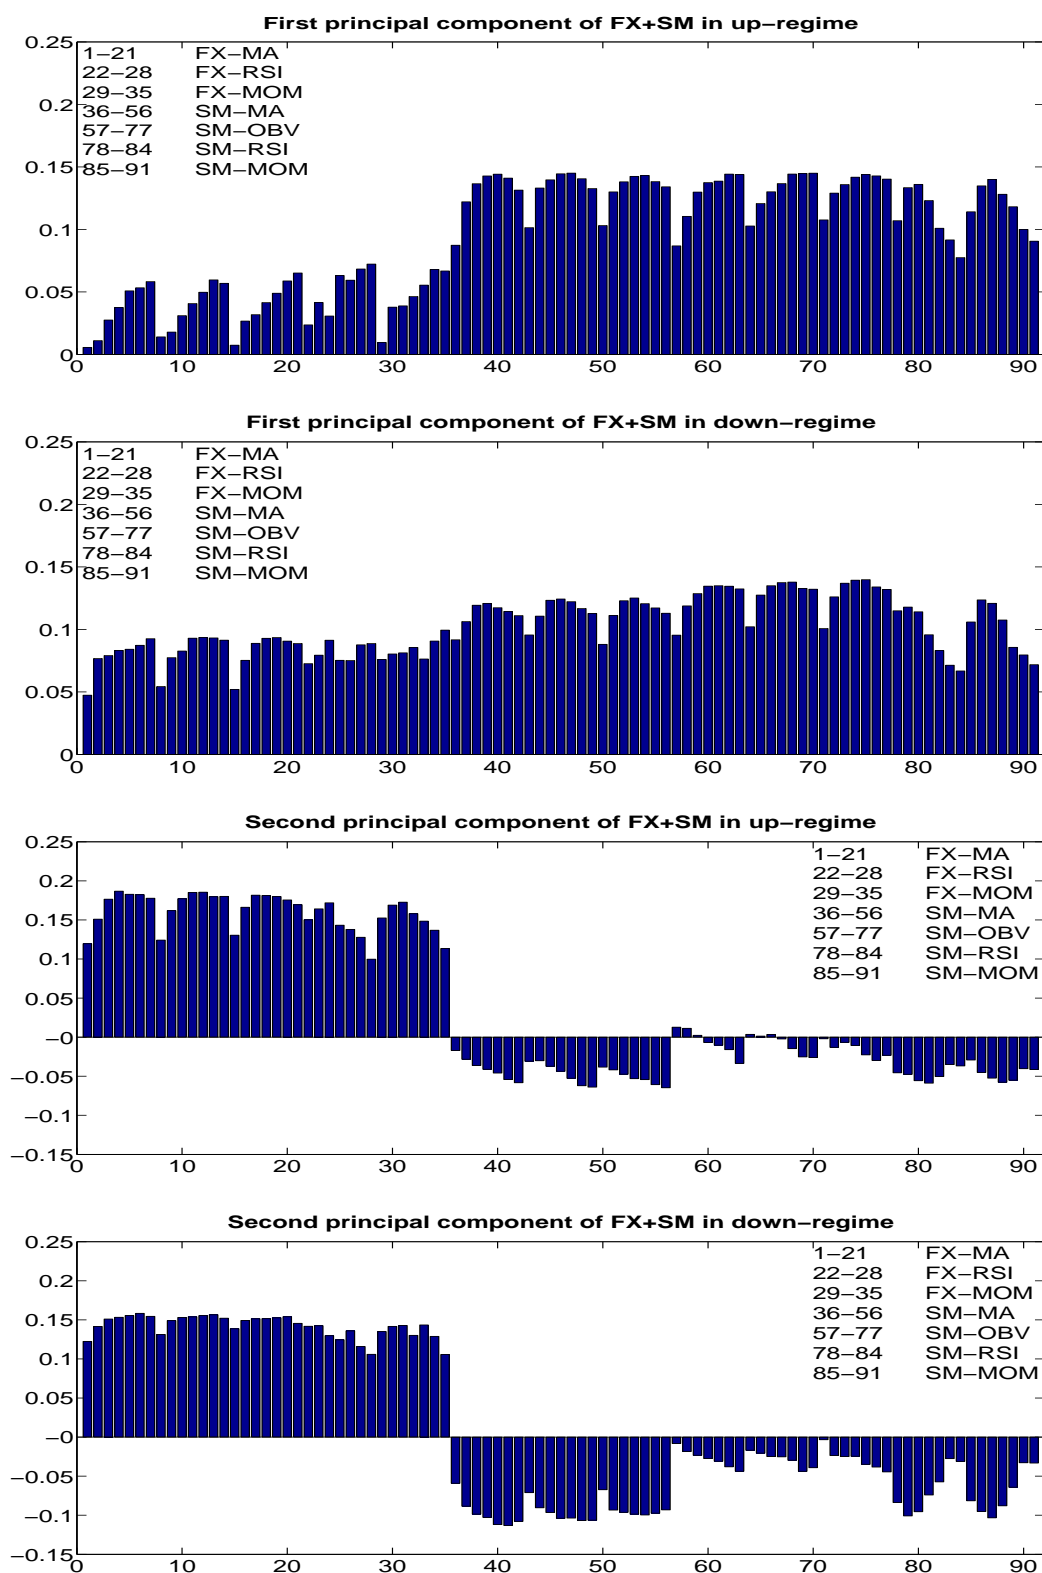 First principal component of FX+SM in up−regime
0.25
0.2
0.15
0.1
0.05
0
1−21 FX−MA
22−28 FX−RSI
29−35 FX−MOM
36−56 SM−MA
57−77 SM−OBV
78−84 SM−RSI
85−91 SM−MOM
0 10 20 30 40 50 60 70 80 90
First principal component of FX+SM in down−regime
0.25
0.2
0.15
0.1
0.05
0
1−21 FX−MA
22−28 FX−RSI
29−35 FX−MOM
36−56 SM−MA
57−77 SM−OBV
78−84 SM−RSI
85−91 SM−MOM
0 10 20 30 40 50 60 70 80 90
Second principal component of FX+SM in up−regime
0.25
0.2
0.15
0.1
0.05
−0
−0.05
−0.1
−0.15
1−21 FX−MA
22−28 FX−RSI
29−35 FX−MOM
36−56 SM−MA
57−77 SM−OBV
78−84 SM−RSI
85−91 SM−MOM
0 10 20 30 40 50 60 70 80 90
Second principal component of FX+SM in down−regime
0.25
0.2
0.15
0.1
0.05
−0
−0.05
−0.1
−0.15
1−21 FX−MA
22−28 FX−RSI
29−35 FX−MOM
36−56 SM−MA
57−77 SM−OBV
78−84 SM−RSI
85−91 SM−MOM
0 10 20 30 40 50 60 70 80 90